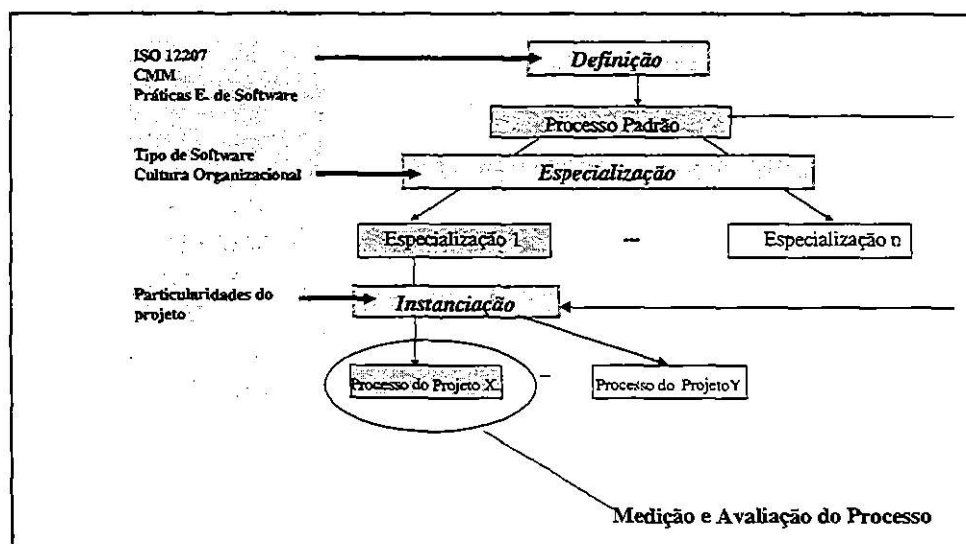 ISO 12207
CMM
Práticas E. de Software
Definição
Processo Padrão
Tipo de Software
Cultura Organizacional
Especialização
Especialização 1
Especialização n
Particularidades do
projeto
Instanciação
Processo do Projeto X
Processo do Projeto Y
Medição e Avaliação do Processo